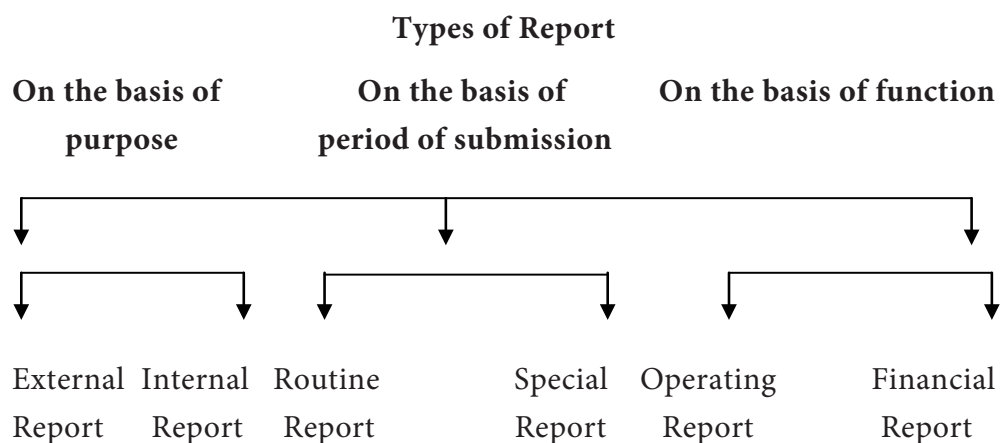 Types of Report
On the basis of purpose
On the basis of period of submission
On the basis of function
External Report
Internal Report
Routine Report
Special Report
Operating Report
Financial Report